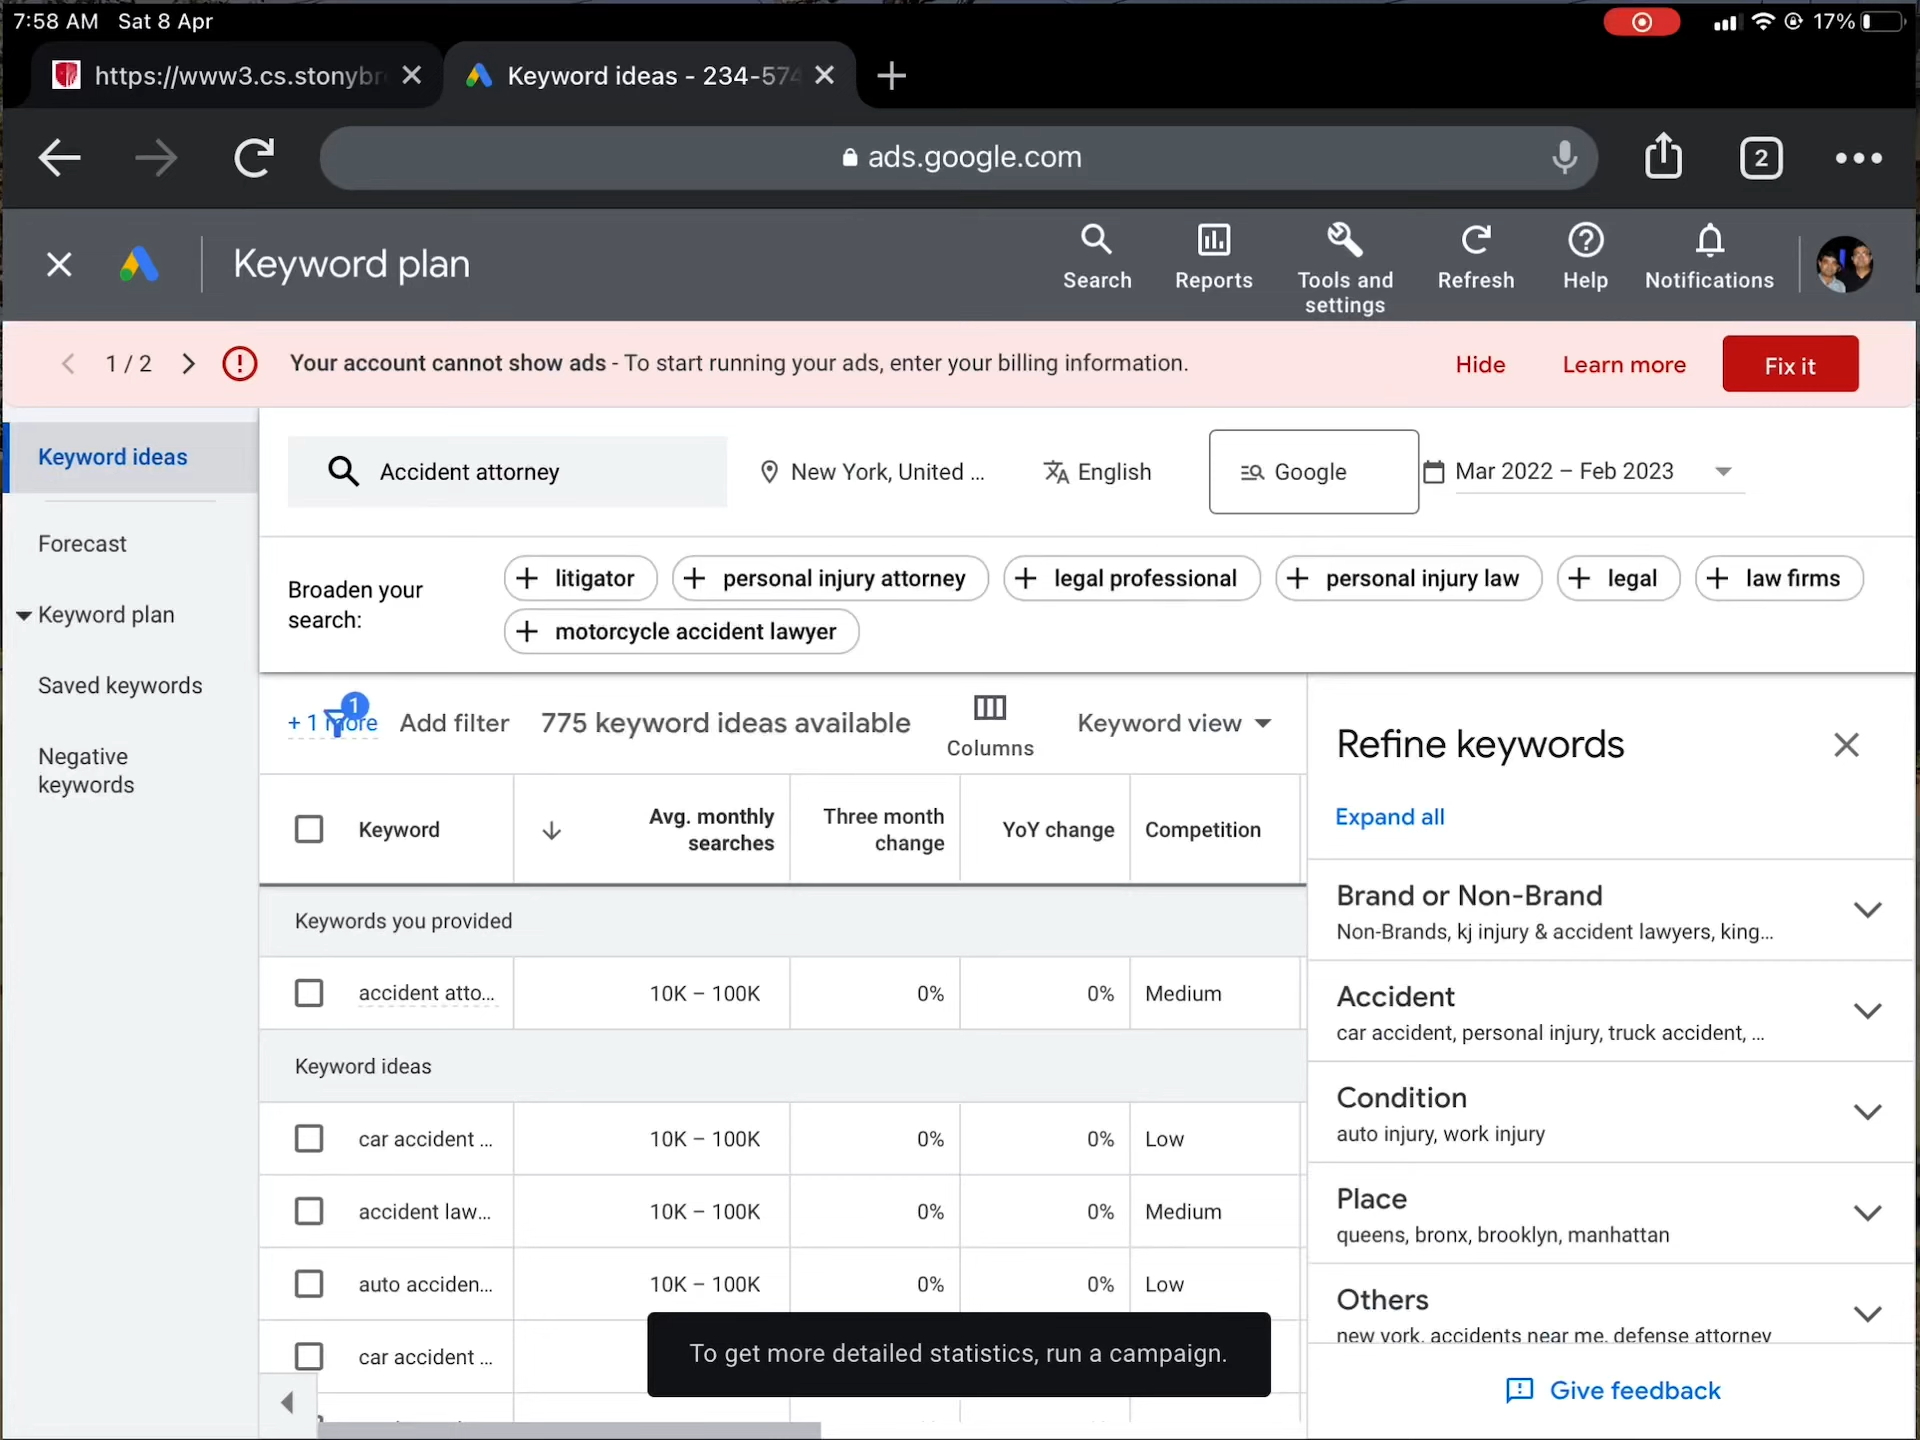 7:58 AM Sat 8 Apr
17%
https://www3.cs.stonybr
Keyword ideas - 234-574
ads.google.com
2
Keyword plan
Search
Reports
Tools and settings
Refresh
Help
Notifications
1 / 2
Your account cannot show ads - To start running your ads, enter your billing information.
Hide
Learn more
Fix it
Keyword ideas
Forecast
Keyword plan
Saved keywords
Negative
keywords
Accident attorney
New York, United ...
English
Google
Mar 2022 – Feb 2023
Broaden your
search:
litigator
personal injury attorney
legal professional
personal injury law
legal
law firms
motorcycle accident lawyer
+ 1 more
1
Add filter
775 keyword ideas available
Columns
Keyword view
Keyword
Avg. monthly
searches
Three month
change
YoY change
Competition
Keywords you provided
accident atto... 10K – 100K 0% 0% Medium
Keyword ideas
car accident ... 10K – 100K 0% 0% Low
accident law... 10K – 100K 0% 0% Medium
auto acciden... 10K – 100K 0% 0% Low
car accident ...
To get more detailed statistics, run a campaign.
Refine keywords
Expand all
Brand or Non-Brand
Non-Brands, kj injury & accident lawyers, king...
Accident
car accident, personal injury, truck accident, ...
Condition
auto injury, work injury
Place
queens, bronx, brooklyn, manhattan
Others
new york, accidents near me, defense attorney
Give feedback